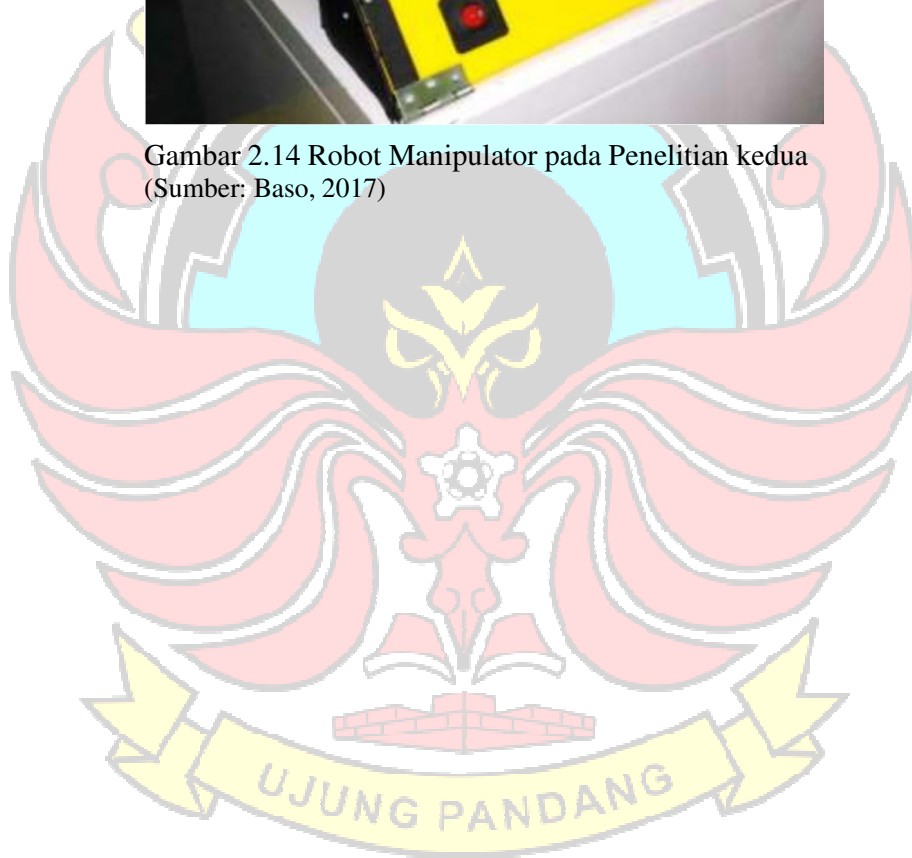 Gambar 2.14 Robot Manipulator pada Penelitian kedua
(Sumber: Baso, 2017)
UJUNG PANDANG